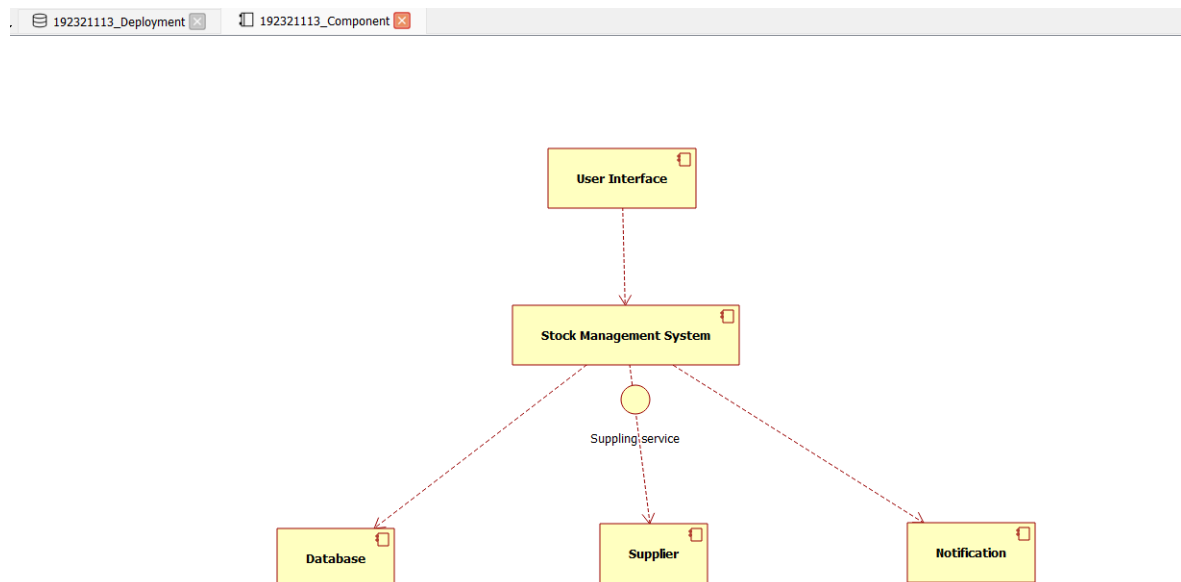 192321113_Deployment
192321113_Component
User Interface
Stock Management System
Suppling service
Database
Supplier
Notification